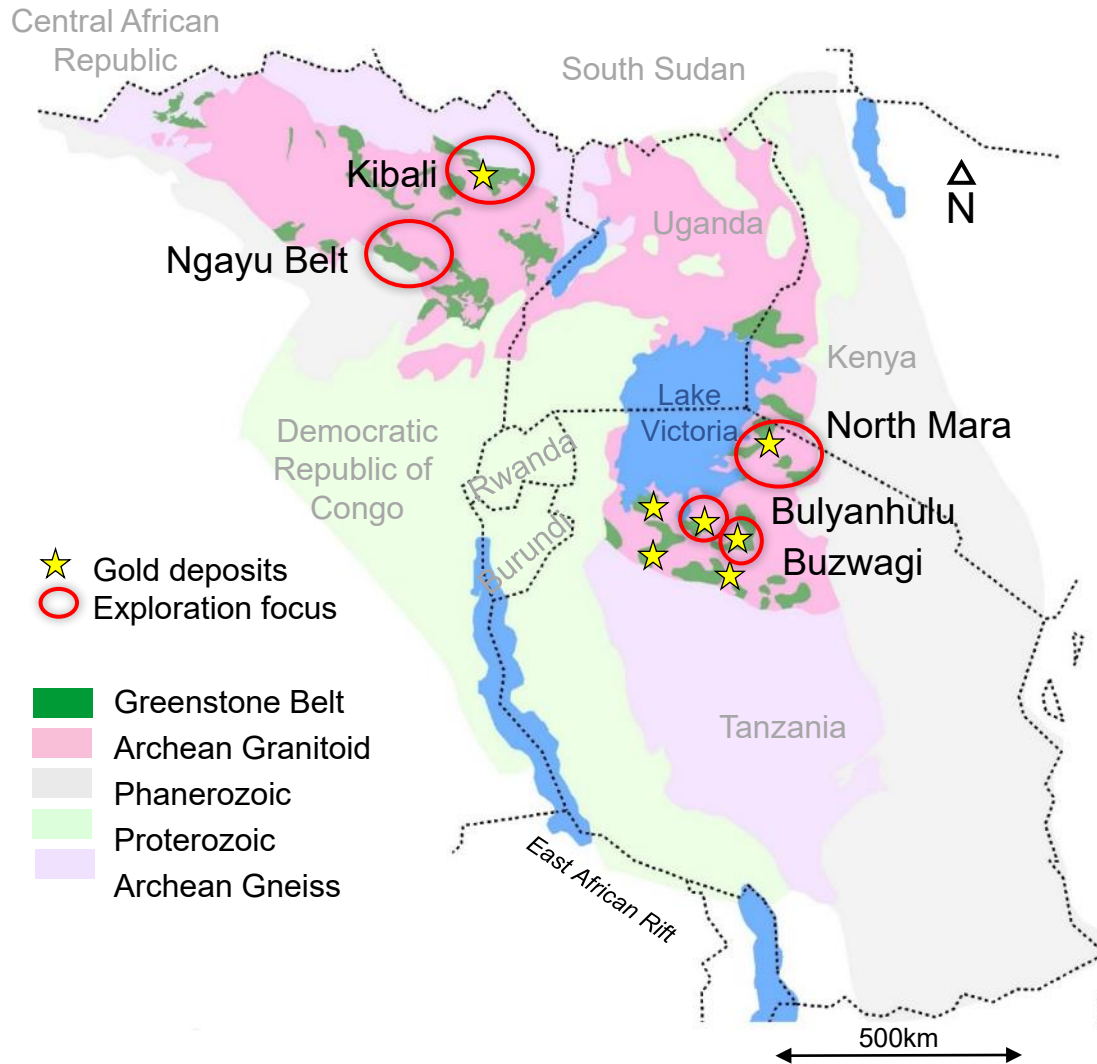 Central African
Republic
South Sudan
Kibali
N
Uganda
Ngayu Belt
Kenya
Lake
Victoria
North Mara
Democratic
Republic of
Congo
Rwanda
Bulyanhulu
Buzwagi
Burundi
Gold deposits
Exploration focus
Greenstone Belt
Archean Granitoid
Tanzania
Phanerozoic
Proterozoic
Archean Gneiss
East African Rift
500km